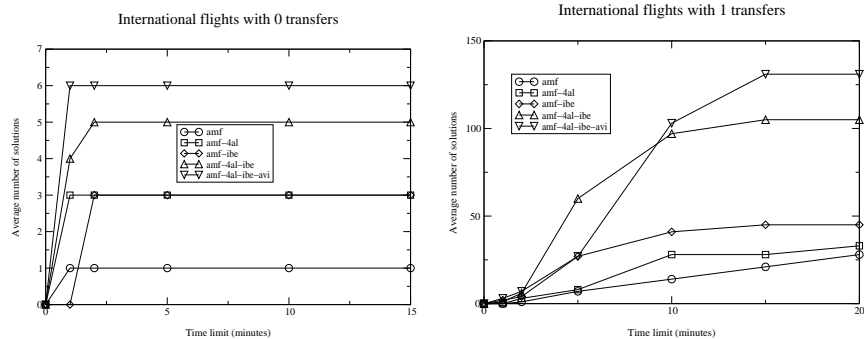 International flights with 0 transfers
7
6
5
4
3
2
1
0
0
5
10
15
Average number of solutions
Time limit (minutes)
amf
amf-4al
amf-ibe
amf-4al-ibe
amf-4al-ibe-avi
International flights with 1 transfers
150
100
50
0
0
10
20
Average number of solutions
Time limit (minutes)
amf
amf-4al
amf-ibe
amf-4al-ibe
amf-4al-ibe-avi